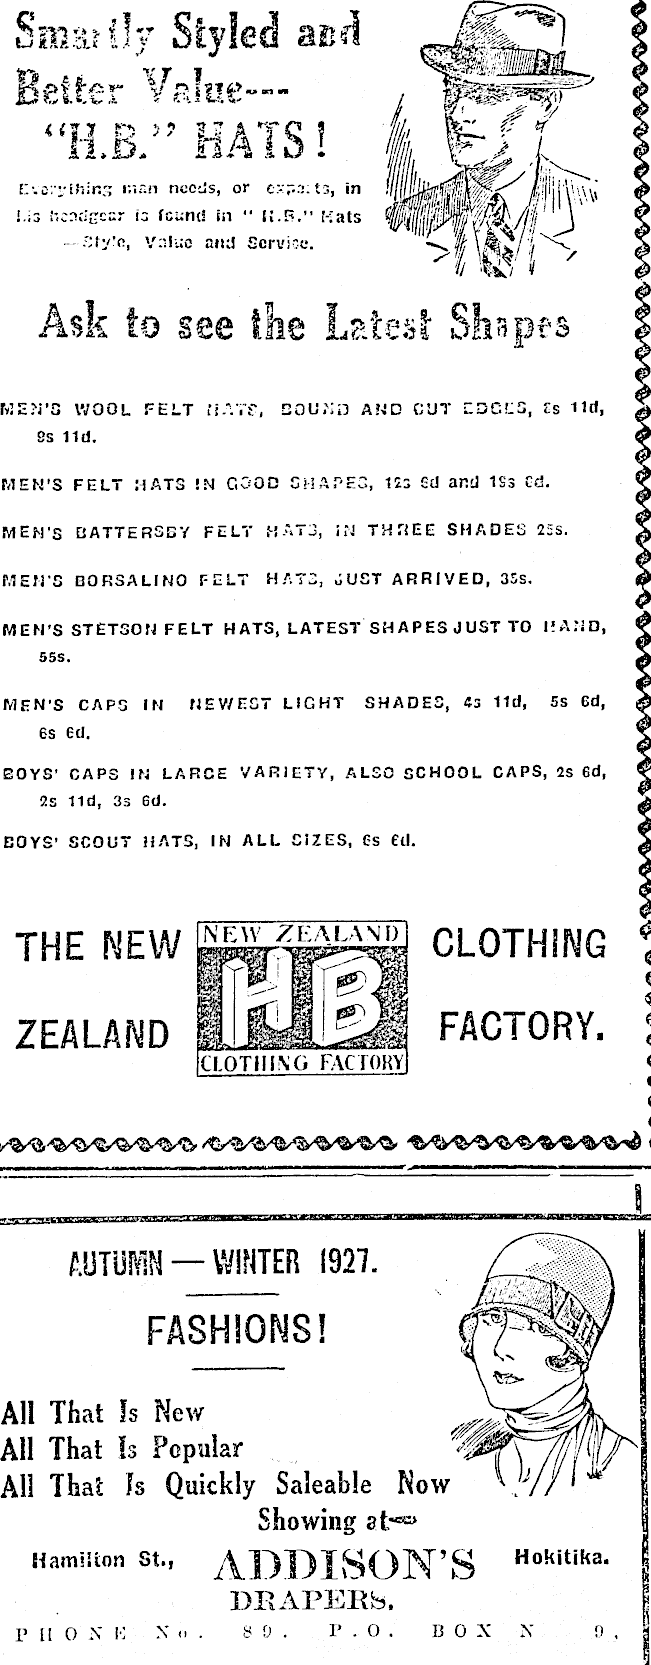 Smartly Styled and
Better Value---
"H.B." HATS!
Everything man needs, or expects, in
his headgear is found in "H.B." Hats
—Style, Value and Service.
Ask to see the Latest Shapes
MEN'S WOOL FELT HATS, BOUND AND CUT EDGES, 8s 11d,
9s 11d.
MEN'S FELT HATS IN GOOD SHAPES, 12s 6d and 19s 6d.
MEN'S BATTERSBY FELT HATS, IN THREE SHADES 25s.
MEN'S BORSALINO FELT HATS, JUST ARRIVED, 35s.
MEN'S STETSON FELT HATS, LATEST SHAPES JUST TO HAND,
55s.
MEN'S CAPS IN NEWEST LIGHT SHADES, 4s 11d, 5s 6d,
6s 6d.
BOYS' CAPS IN LARGE VARIETY, ALSO SCHOOL CAPS, 2s 6d,
2s 11d, 3s 6d.
BOYS' SCOUT HATS, IN ALL SIZES, 6s 6d.
THE NEW
ZEALAND
NEW ZEALAND
HB
CLOTHING FACTORY
CLOTHING
FACTORY.
AUTUMN — WINTER 1927.
FASHIONS!
All That Is New
All That Is Popular
All That Is Quickly Saleable Now
Showing at
Hamilton St., ADDISON'S Hokitika.
DRAPERS.
PHONE No. 89. P.O. BOX N 9.